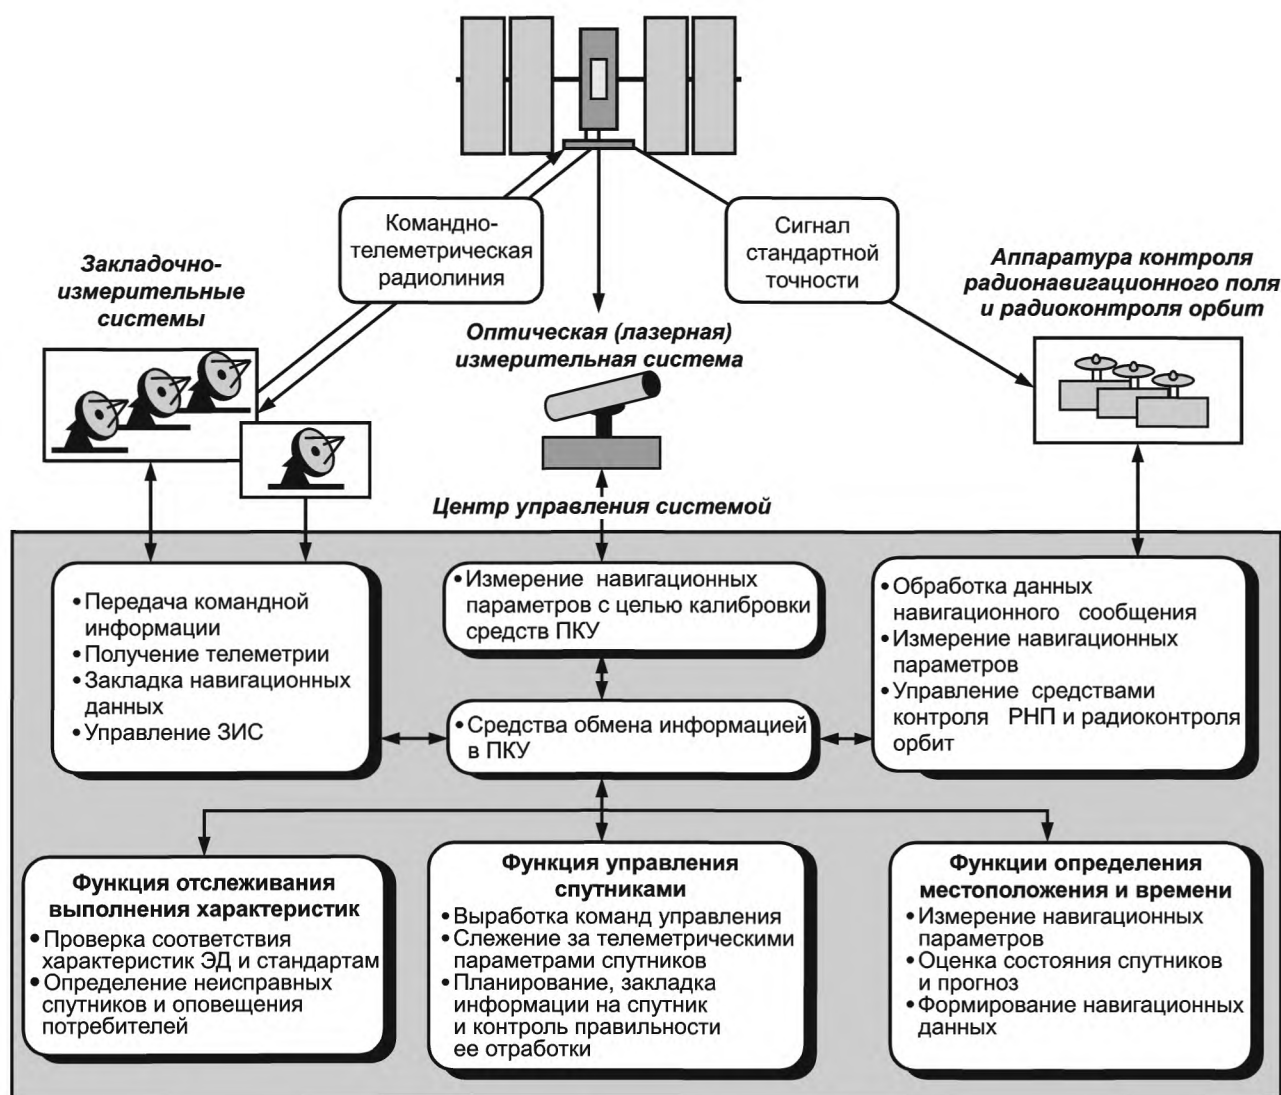 Командно-
телеметрическая
радиолиния
Сигнал
стандартной
точности
Закладочно-
измерительные
системы
Оптическая (лазерная)
измерительная система
Аппаратура контроля
радионавигационного поля
и радиоконтроля орбит
Центр управления системой
• Передача командной
информации
• Получение телеметрии
• Закладка навигационных
данных
• Управление ЗИС
• Измерение навигационных
параметров с целью калибровки
средств ПКУ
• Средства обмена информацией
в ПКУ
• Обработка данных
навигационного сообщения
• Измерение навигационных
параметров
• Управление средствами
контроля РНП и радиоконтроля
орбит
Функция отслеживания
выполнения характеристик
• Проверка соответствия
характеристик ЭД и стандартам
• Определение неисправных
спутников и оповещения
потребителей
Функция управления
спутниками
• Выработка команд управления
• Слежение за телеметрическими
параметрами спутников
• Планирование, закладка
информации на спутник
и контроль правильности
ее отработки
Функции определения
местоположения и времени
• Измерение навигационных
параметров
• Оценка состояния спутников
и прогноз
• Формирование навигационных
данных